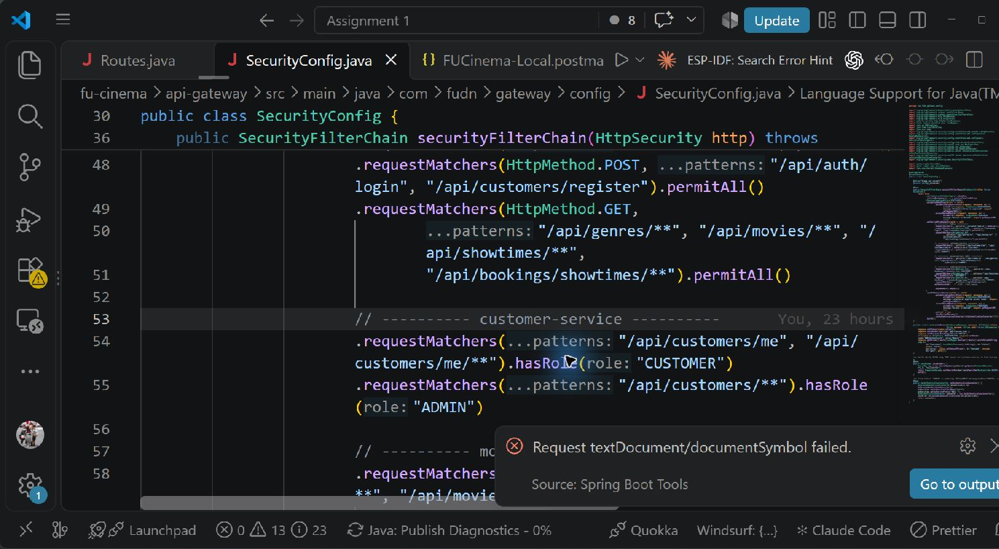 Assignment 1
8
Update
Routes.java
SecurityConfig.java
FUCinema-Local.postma
ESP-IDF: Search Error Hint
fu-cinema > api-gateway > src > main > java > com > fudn > gateway > config > SecurityConfig.java > Language Support for Java(TM
30 public class SecurityConfig {
36 public SecurityFilterChain securityFilterChain(HttpSecurity http) throws
48 .requestMatchers(HttpMethod.POST, ...patterns: "/api/auth/
login", "/api/customers/register").permitAll()
49 .requestMatchers(HttpMethod.GET,
50 ...patterns: "/api/genres/**", "/api/movies/**", "/
api/showtimes/**",
51 "/api/bookings/showtimes/**").permitAll()
52
53 // ---------- customer-service ---------- You, 23 hours
54 .requestMatchers(...patterns: "/api/customers/me", "/api/
customers/me/**").hasRole(role: "CUSTOMER")
55 .requestMatchers(...patterns: "/api/customers/**").hasRole
(role: "ADMIN")
56
57 // ---------- mo
58 .requestMatchers
**", "/api/movie
Request textDocument/documentSymbol failed.
Source: Spring Boot Tools
Go to output
1
Launchpad
0
13
23
Java: Publish Diagnostics - 0%
Quokka
Windsurf: {...}
Claude Code
Prettier